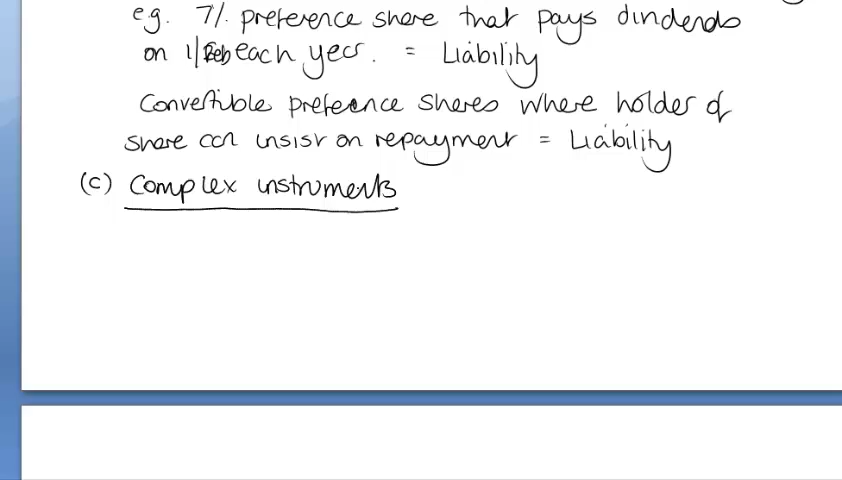 e.g. 7% preference share that pays dividends
on 1/Feb each year. = Liability
Convertible preference shares where holder of
share can insist on repayment = Liability
(c) Complex instruments